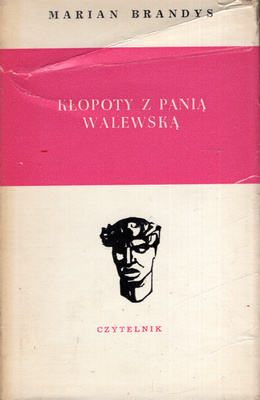 MARIAN BRANDYS
KŁOPOTY Z PANIĄ
WALEWSKĄ
CZYTELNIK